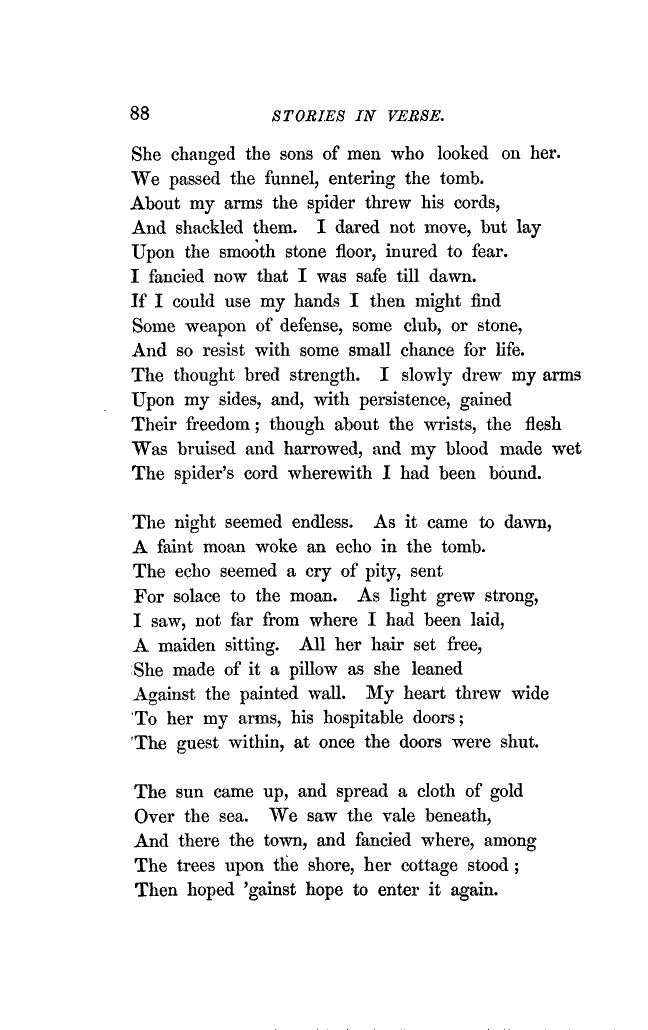 88 STORIES IN VERSE.
She changed the sons of men who looked on her.
We passed the funnel, entering the tomb.
About my arms the spider threw his cords,
And shackled them. I dared not move, but lay
Upon the smooth stone floor, inured to fear.
I fancied now that I was safe till dawn.
If I could use my hands I then might find
Some weapon of defense, some club, or stone,
And so resist with some small chance for life.
The thought bred strength. I slowly drew my arms
Upon my sides, and, with persistence, gained
Their freedom; though about the wrists, the flesh
Was bruised and harrowed, and my blood made wet
The spider's cord wherewith I had been bound.
The night seemed endless. As it came to dawn,
A faint moan woke an echo in the tomb.
The echo seemed a cry of pity, sent
For solace to the moan. As light grew strong,
I saw, not far from where I had been laid,
A maiden sitting. All her hair set free,
She made of it a pillow as she leaned
Against the painted wall. My heart threw wide
To her my arms, his hospitable doors;
The guest within, at once the doors were shut.
The sun came up, and spread a cloth of gold
Over the sea. We saw the vale beneath,
And there the town, and fancied where, among
The trees upon the shore, her cottage stood;
Then hoped 'gainst hope to enter it again.